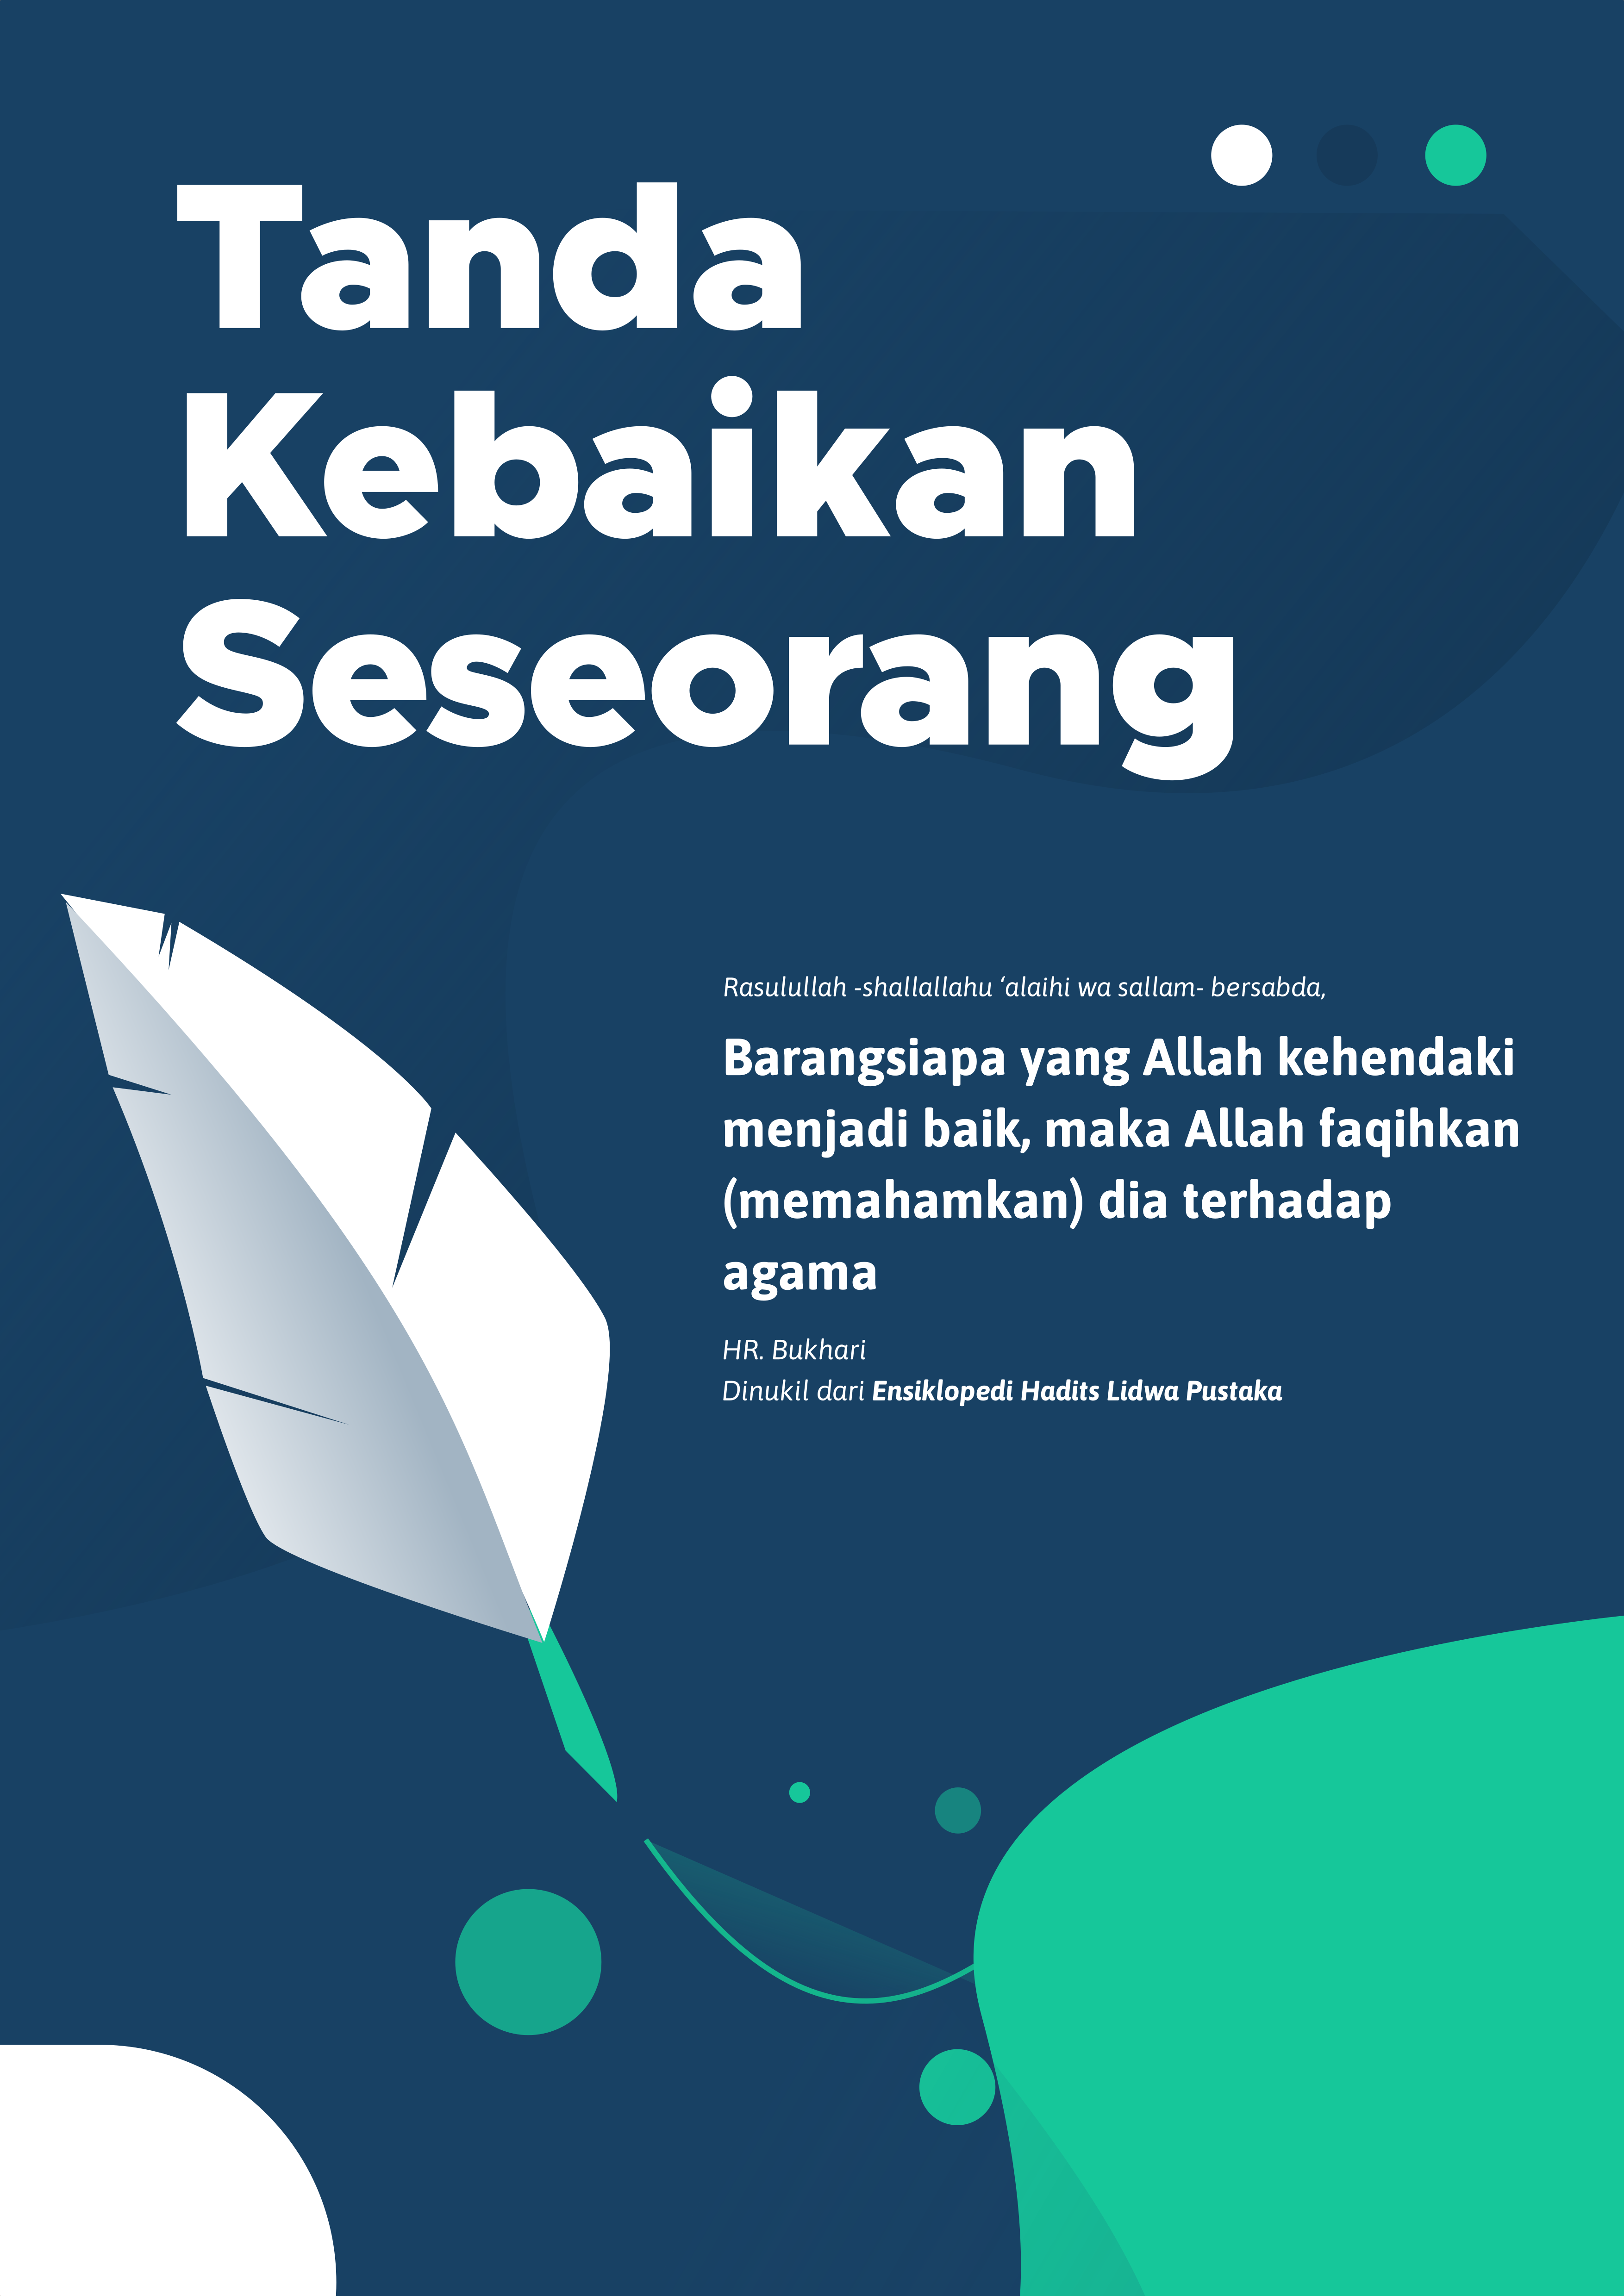 Tanda
Kebaikan
Seseorang
Rasulullah -shallallahu ‘alaihi wa sallam- bersabda,
Barangsiapa yang Allah kehendaki
menjadi baik, maka Allah faqihkan
(memahamkan) dia terhadap
agama
HR. Bukhari
Dinukil dari Ensiklopedi Hadits Lidwa Pustaka